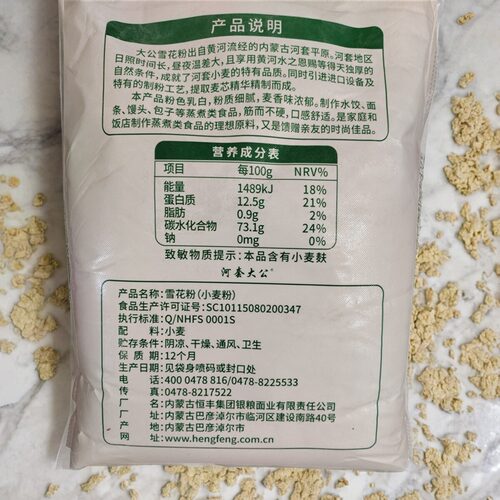 产品说明
大公雪花粉出自黄河流经的内蒙古河套平原。河套地区
日照时间长，昼夜温差大，且享用黄河水之恩赐等得天独厚的
自然条件，成就了河套小麦的特有品质。同时引进进口设备及
特有的制粉工艺，提取麦芯精华精制而成。
本产品粉色乳白，粉质细腻，麦香味浓郁。制作水饺、面
条、馒头、包子等蒸煮类食品，筋而不硬，口感舒适。是家庭和
饭店制作蒸煮类食品的理想原料，又是馈赠亲友的时尚佳品。
营养成分表
项目 每100g NRV%
能量 1489kJ 18%
蛋白质 12.5g 21%
脂肪 0.9g 2%
碳水化合物 73.1g 24%
钠 0mg 0%
致敏物质提示：本品含有小麦麸
河套大公®
产品名称：雪花粉（小麦粉）
食品生产许可证号：SC10115080200347
执行标准：Q/NHFS 0001S
配料：小麦
贮存条件：阴凉、干燥、通风、卫生
保质期：12个月
生产日期：见袋身喷码或封口处
电话：400 0478 816/0478-8225533
传真：0478-8217522
厂名：内蒙古恒丰集团银粮面业有限责任公司
厂址：内蒙古巴彦淖尔市临河区建设南路40号
产地：内蒙古巴彦淖尔市
网址：www.hengfeng.com.cn